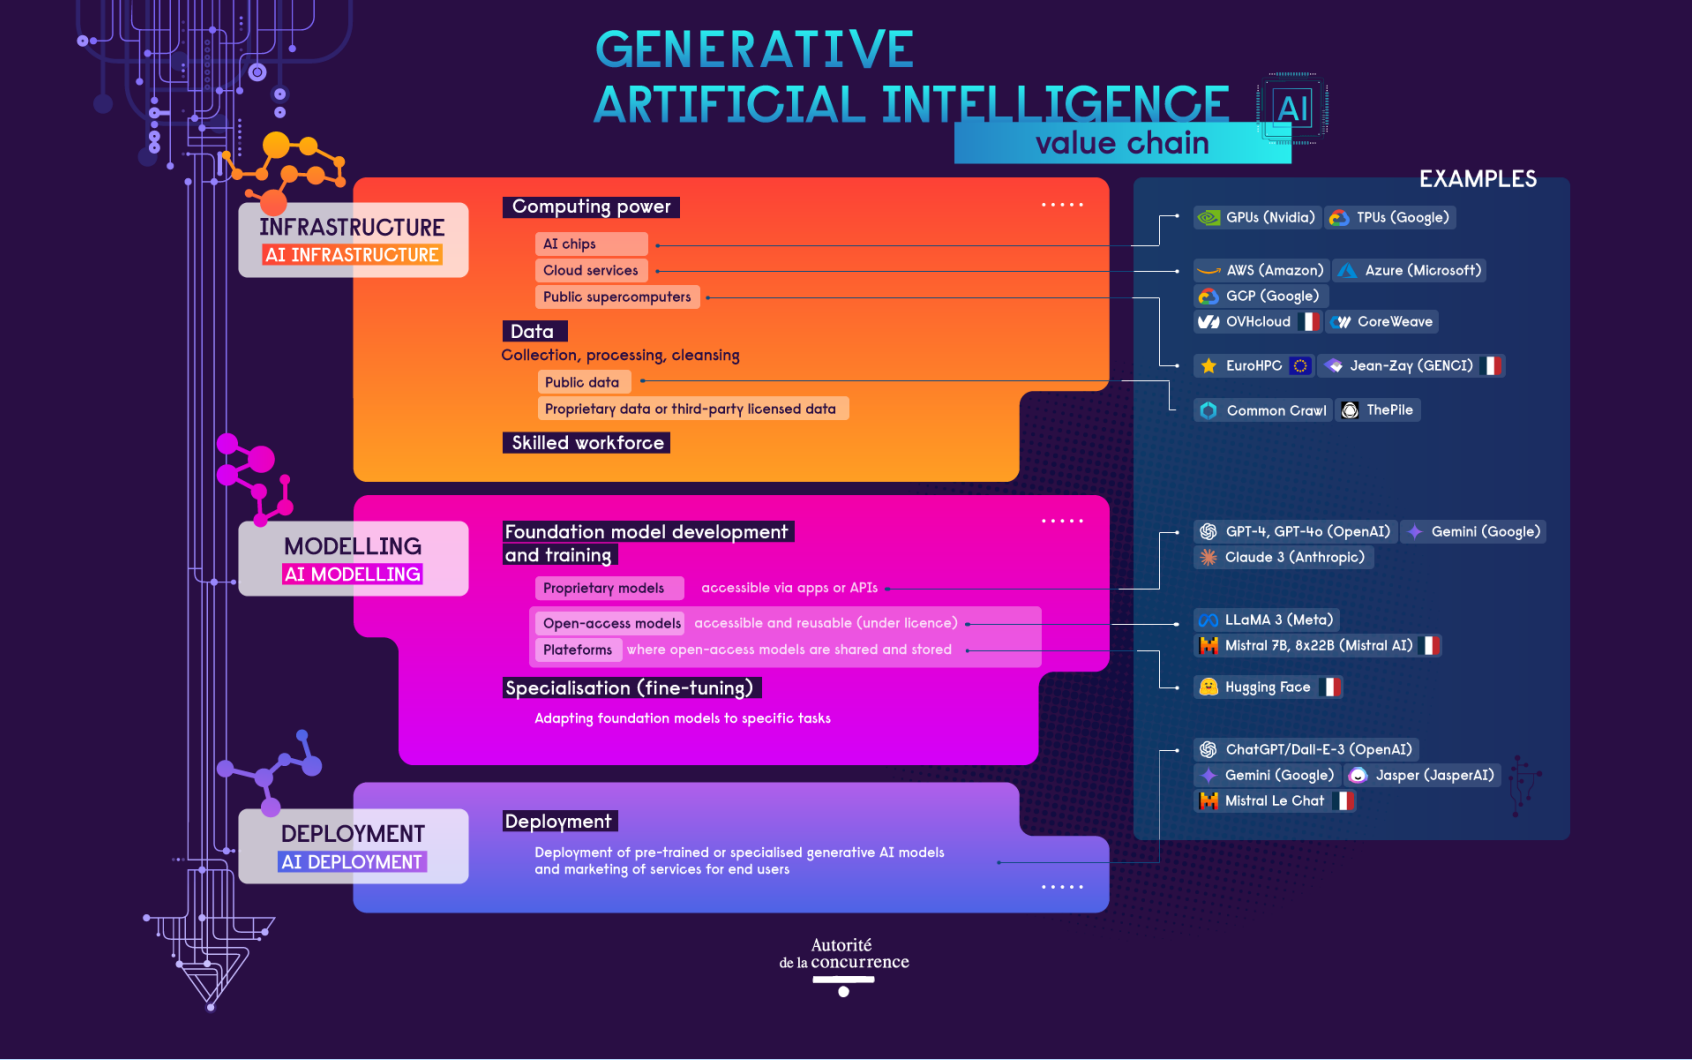 GENERATIVE
ARTIFICIAL INTELLIGENCE
AI
value chain
EXAMPLES
INFRASTRUCTURE
AI INFRASTRUCTURE
Computing power
AI chips
GPUs (Nvidia) TPUs (Google)
Cloud services
AWS (Amazon) Azure (Microsoft)
GCP (Google)
OVHcloud CoreWeave
Public supercomputers
EuroHPC Jean-Zay (GENCI)
Data
Collection, processing, cleansing
Public data
Common Crawl ThePile
Proprietary data or third-party licensed data
Skilled workforce
MODELLING
AI MODELLING
Foundation model development
and training
Proprietary models accessible via apps or APIs
GPT-4, GPT-4o (OpenAI) Gemini (Google)
Claude 3 (Anthropic)
Open-access models accessible and reusable (under licence)
LLaMA 3 (Meta)
Mistral 7B, 8x22B (Mistral AI)
Plateforms where open-access models are shared and stored
Hugging Face
Specialisation (fine-tuning)
Adapting foundation models to specific tasks
DEPLOYMENT
AI DEPLOYMENT
Deployment
Deployment of pre-trained or specialised generative AI models
and marketing of services for end users
ChatGPT/Dall-E-3 (OpenAI)
Gemini (Google) Jasper (JasperAI)
Mistral Le Chat
Autorité
de la concurrence